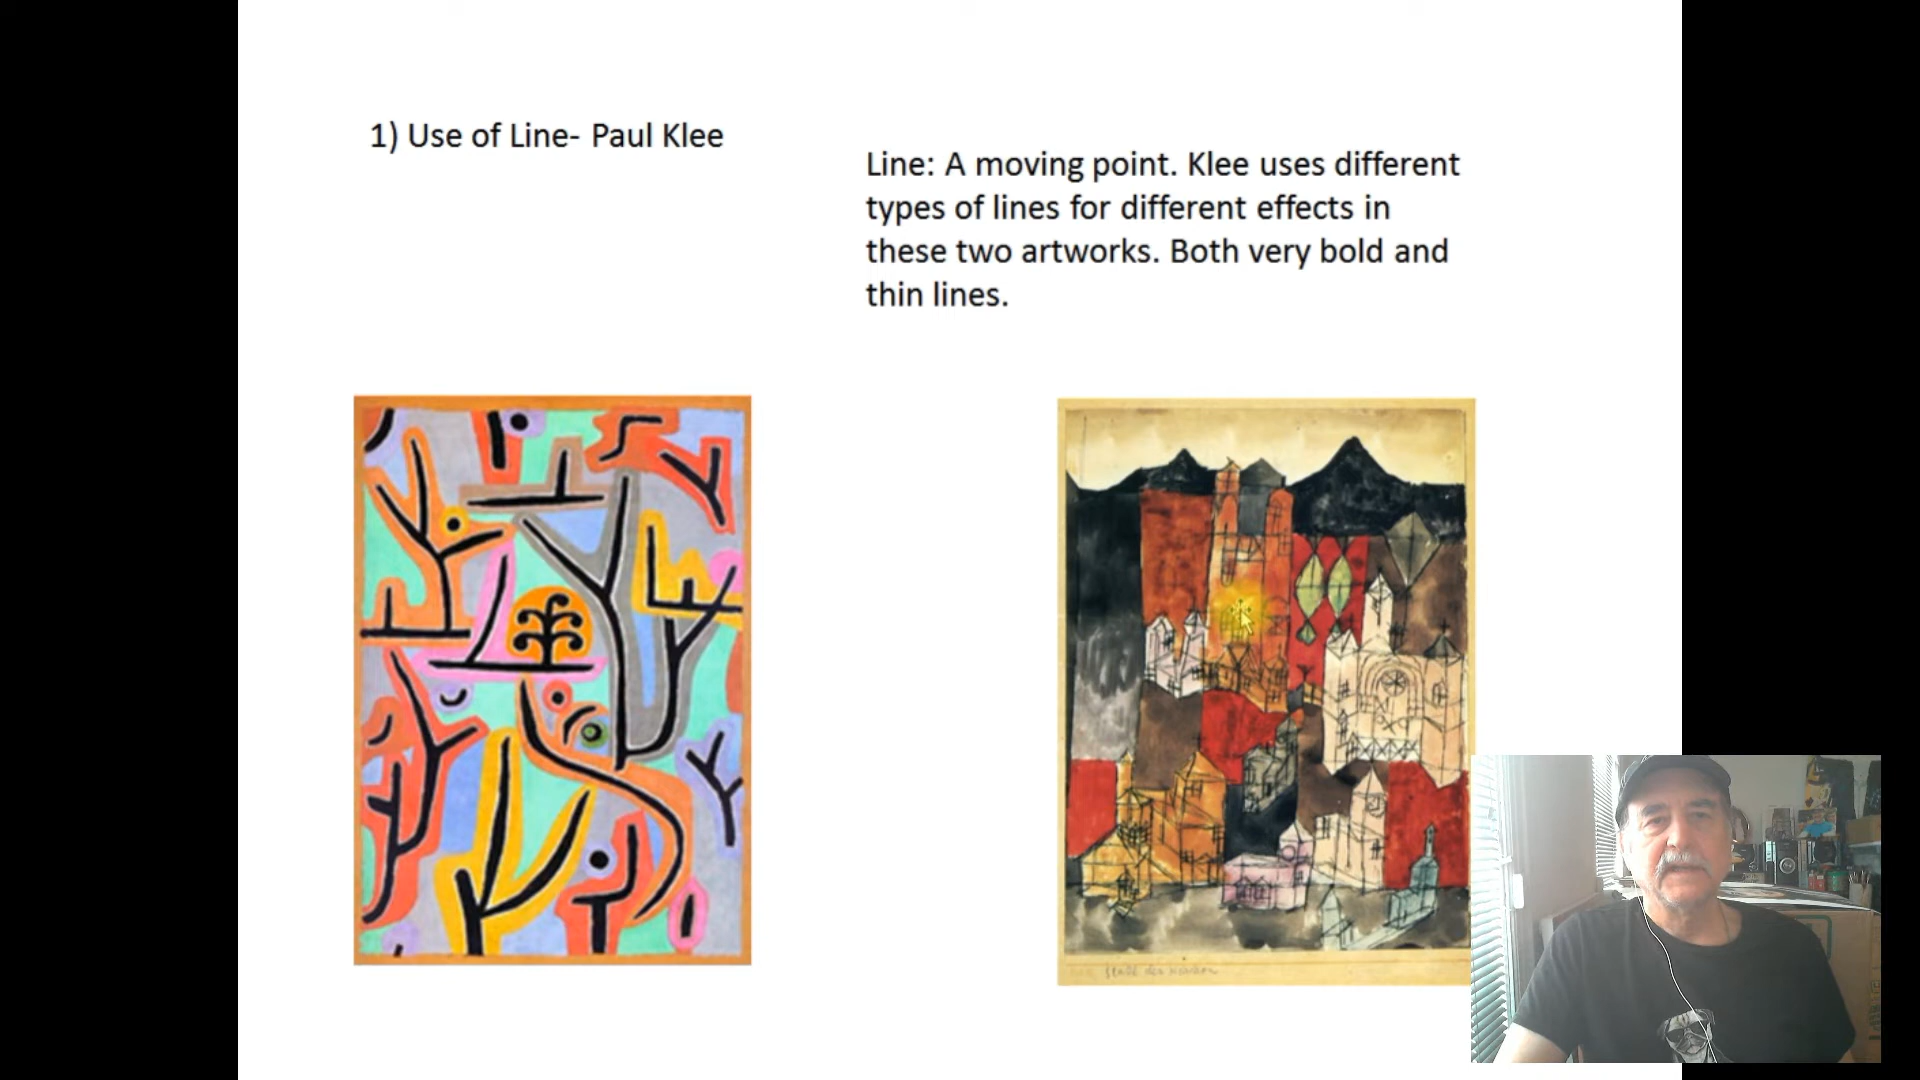 1) Use of Line- Paul Klee
Line: A moving point. Klee uses different
types of lines for different effects in
these two artworks. Both very bold and
thin lines.